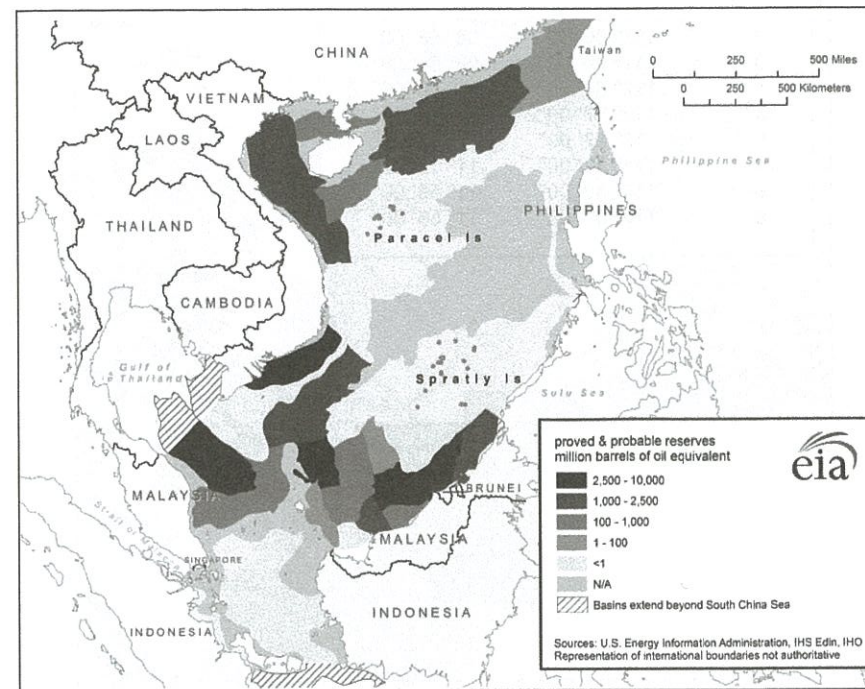 CHINA
Taiwan
0 250 500 Miles
0 250 500 Kilometers
VIETNAM
LAOS
Philippine Sea
THAILAND
PHILIPPINES
Paracel Is
CAMBODIA
Gulf of
Thailand
Spratly Is
Sulu Sea
proved & probable reserves
million barrels of oil equivalent
eia
2,500 - 10,000
1,000 - 2,500
100 - 1,000
1 - 100
<1
N/A
Basins extend beyond South China Sea
MALAYSIA
BRUNEI
Strait of
MALAYSIA
SINGAPORE
INDONESIA
INDONESIA
Sources: U.S. Energy Information Administration, IHS Edin, IHO
Representation of international boundaries not authoritative